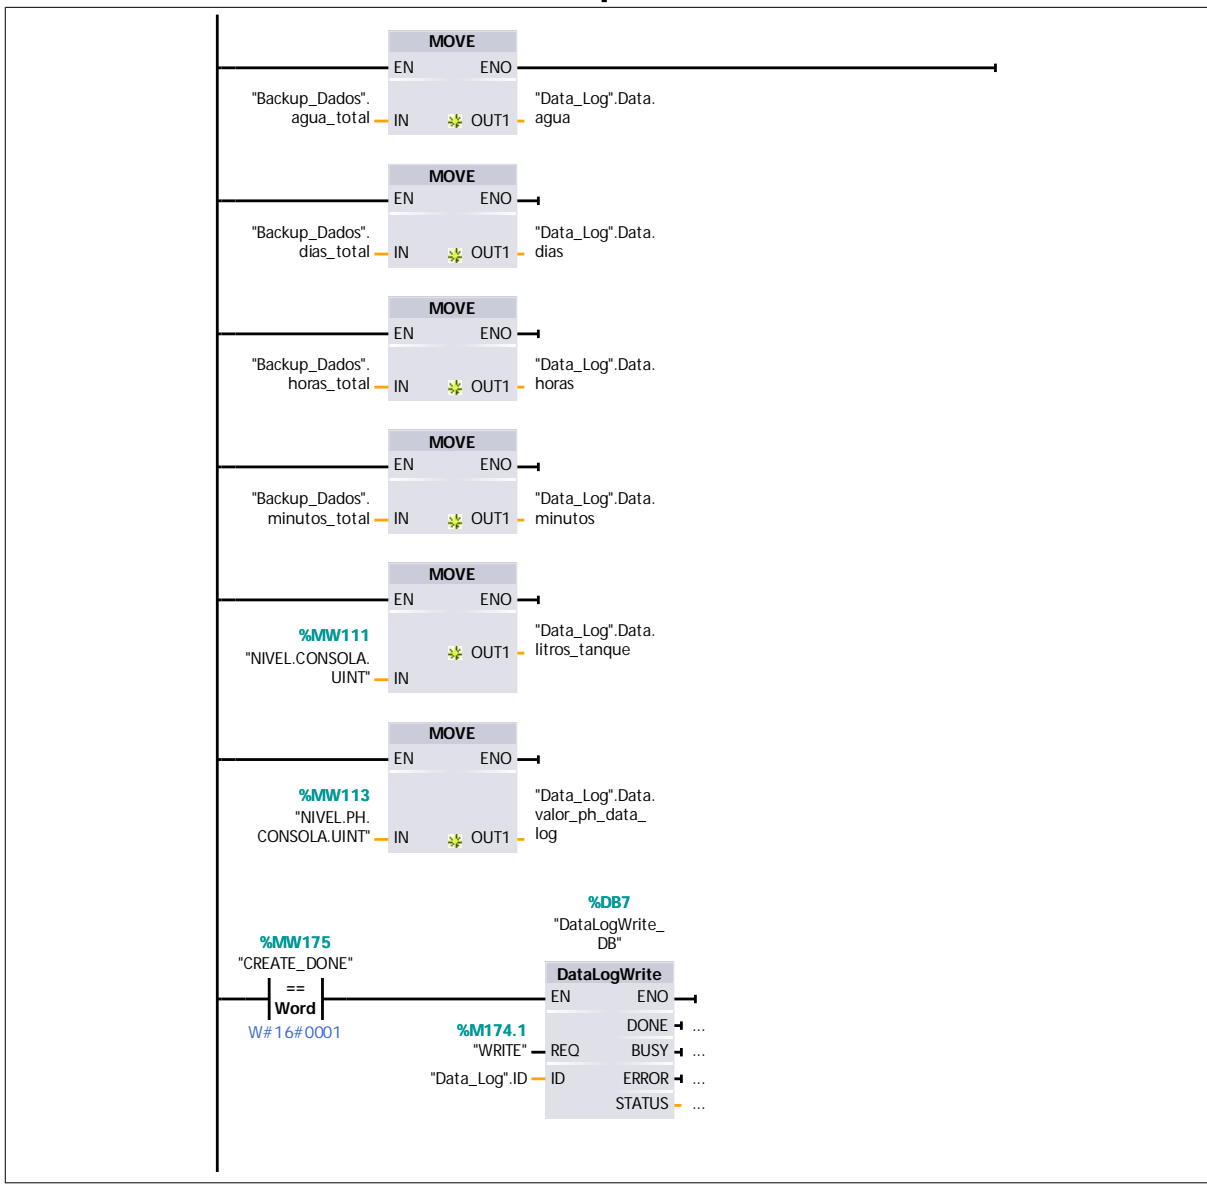 MOVE
EN ENO
"Backup_Dados".
agua_total
IN OUT1
"Data_Log".Data.
agua
MOVE
EN ENO
"Backup_Dados".
dias_total
IN OUT1
"Data_Log".Data.
dias
MOVE
EN ENO
"Backup_Dados".
horas_total
IN OUT1
"Data_Log".Data.
horas
MOVE
EN ENO
"Backup_Dados".
minutos_total
IN OUT1
"Data_Log".Data.
minutos
MOVE
EN ENO
%MW111
"NIVEL.CONSOLA.
UINT"
IN
OUT1
"Data_Log".Data.
litros_tanque
MOVE
EN ENO
%MW113
"NIVEL.PH.
CONSOLA.UINT"
IN OUT1
"Data_Log".Data.
valor_ph_data_
log
%MW175
"CREATE_DONE"
==
Word
W#16#0001
%DB7
"DataLogWrite_
DB"
DataLogWrite
EN ENO
DONE ...
%M174.1
"WRITE" REQ BUSY ...
"Data_Log".ID ID ERROR ...
STATUS ...